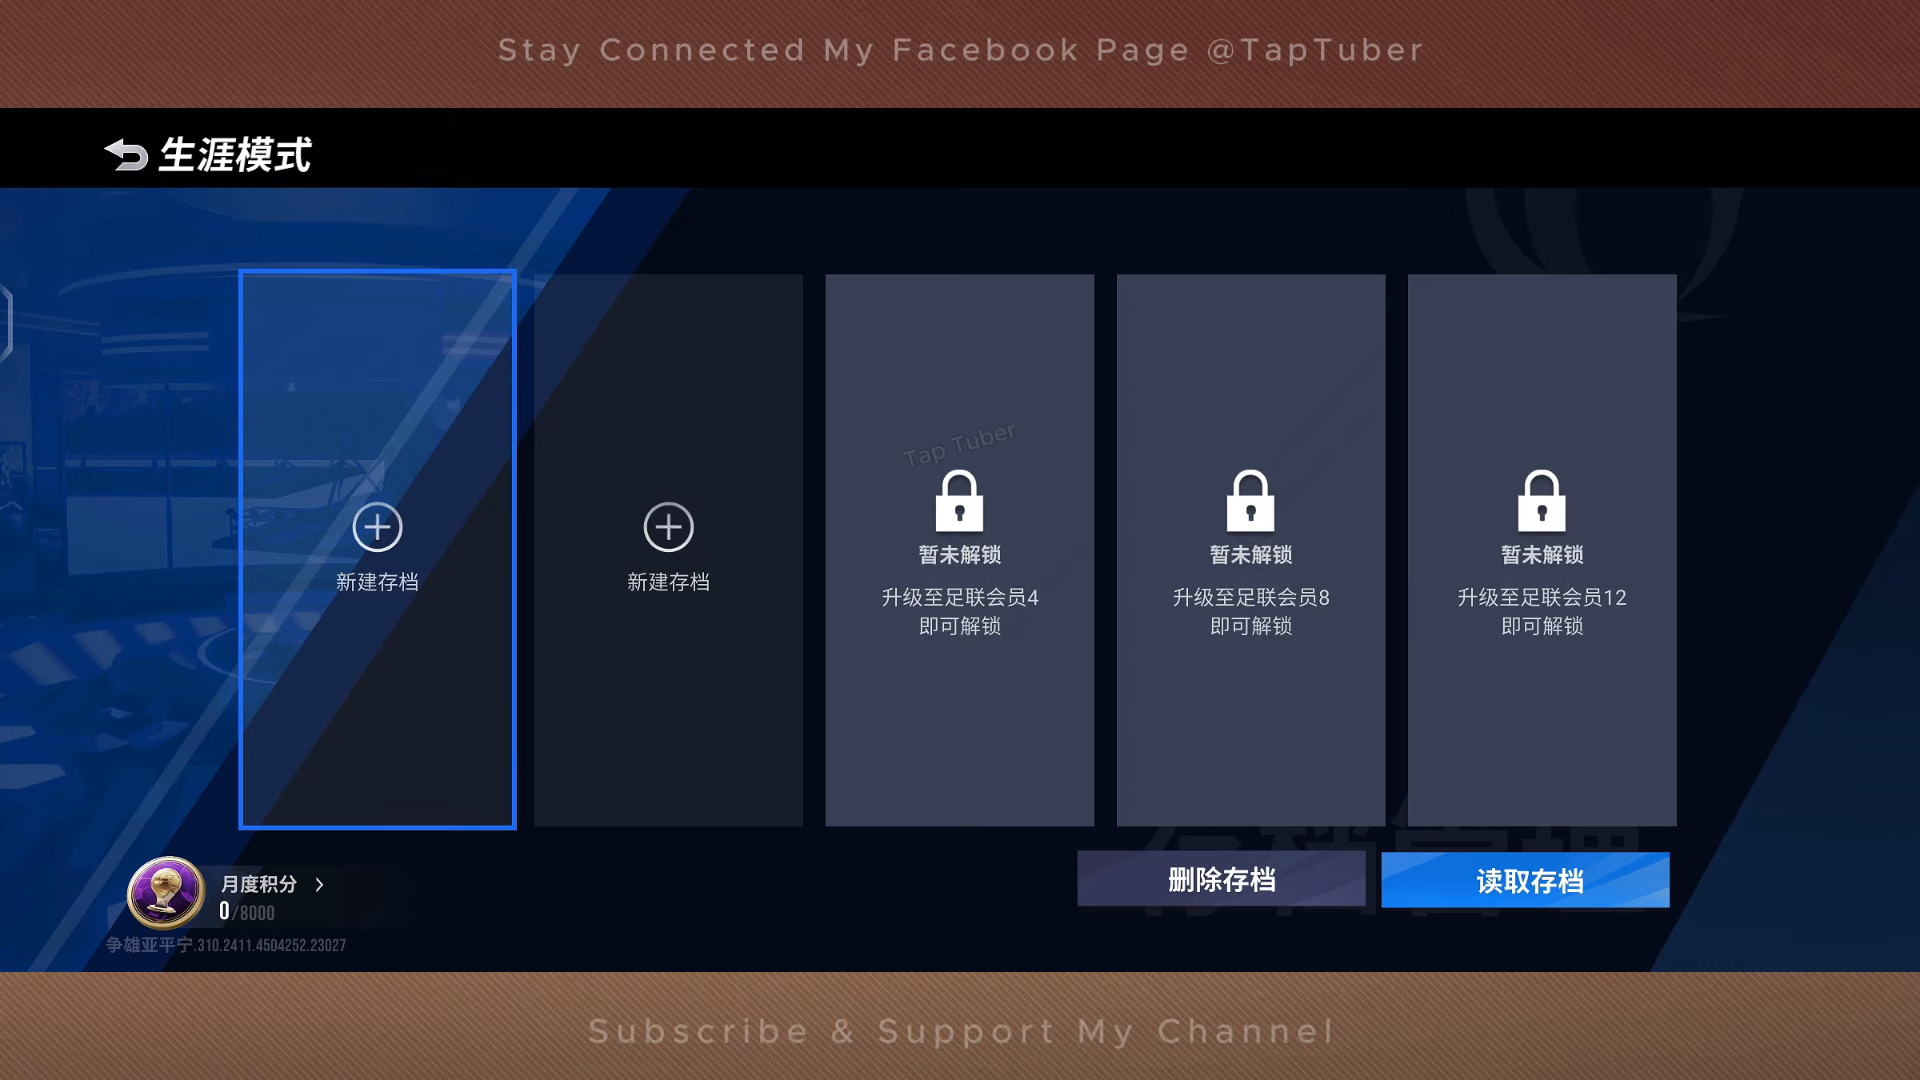 Stay Connected My Facebook Page @TapTuber
生涯模式
新建存档
新建存档
Tap Tuber
暂未解锁
升级至足联会员4
即可解锁
暂未解锁
升级至足联会员8
即可解锁
暂未解锁
升级至足联会员12
即可解锁
存档管理
月度积分
0/8000
删除存档
读取存档
争雄亚平宁.310.2411.4504252.23027
Subscribe & Support My Channel